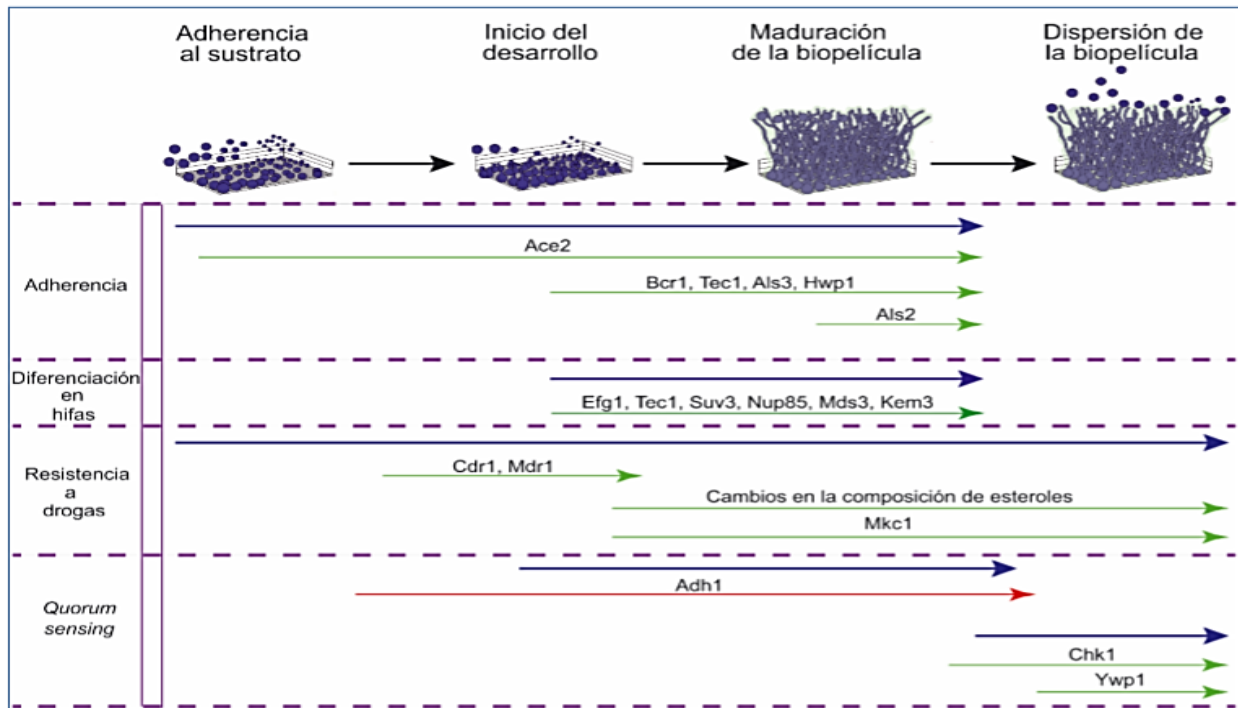 Adherencia
al sustrato
Inicio del
desarrollo
Maduración
de la biopelícula
Dispersión de
la biopelícula
Adherencia
Ace2
Bcr1, Tec1, Als3, Hwp1
Als2
Diferenciación
en
hifas
Efg1, Tec1, Suv3, Nup85, Mds3, Kem3
Resistencia
a
drogas
Cdr1, Mdr1
Cambios en la composición de esteroles
Mkc1
Quorum
sensing
Adh1
Chk1
Ywp1